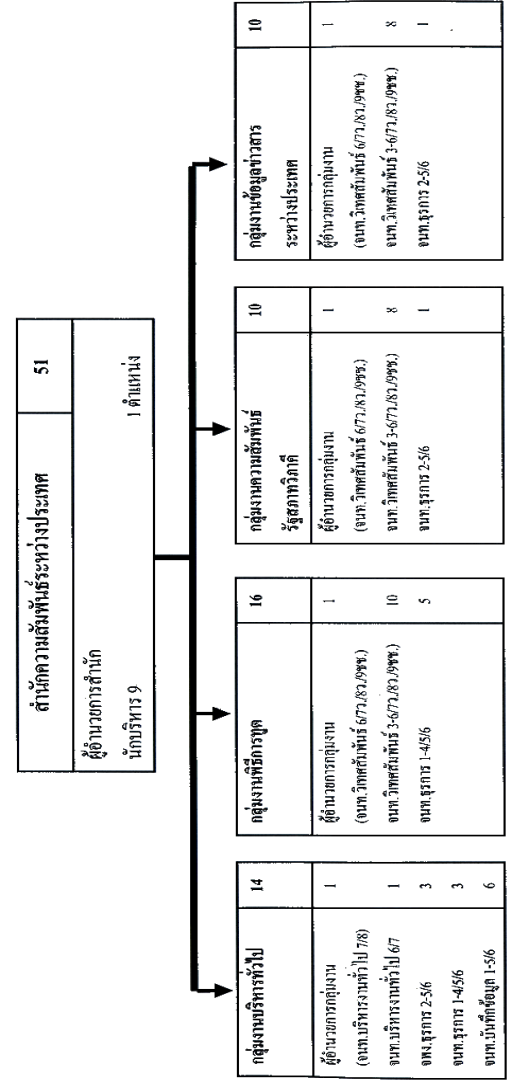 สำนักความสัมพันธ์ระหว่างประเทศ 51
ผู้อำนวยการสำนัก
นักบริหาร 9 1 ตำแหน่ง
กลุ่มงานบริหารทั่วไป 14
ผู้อำนวยการกลุ่มงาน 1
(จนท.บริหารงานทั่วไป 7/8)
จนท.บริหารงานทั่วไป 6/7 1
จพง.ธุรการ 2-5/6 3
จนท.ธุรการ 1-4/5/6 3
จนท.บันทึกข้อมูล 1-5/6 6
กลุ่มงานพิธีการทูต 16
ผู้อำนวยการกลุ่มงาน 1
(จนท.วิเทศสัมพันธ์ 6/7ว./8ว./9ชช.)
จนท.วิเทศสัมพันธ์ 3-6/7ว./8ว./9ชช.) 10
จนท.ธุรการ 1-4/5/6 5
กลุ่มงานความสัมพันธ์ 10
รัฐสภาทวิภาคี
ผู้อำนวยการกลุ่มงาน 1
(จนท.วิเทศสัมพันธ์ 6/7ว./8ว./9ชช.)
จนท.วิเทศสัมพันธ์ 3-6/7ว./8ว./9ชช.) 8
จนท.ธุรการ 2-5/6 1
กลุ่มงานข้อมูลข่าวสาร 10
ระหว่างประเทศ
ผู้อำนวยการกลุ่มงาน 1
(จนท.วิเทศสัมพันธ์ 6/7ว./8ว./9ชช.)
จนท.วิเทศสัมพันธ์ 3-6/7ว./8ว./9ชช.) 8
จนท.ธุรการ 2-5/6 1